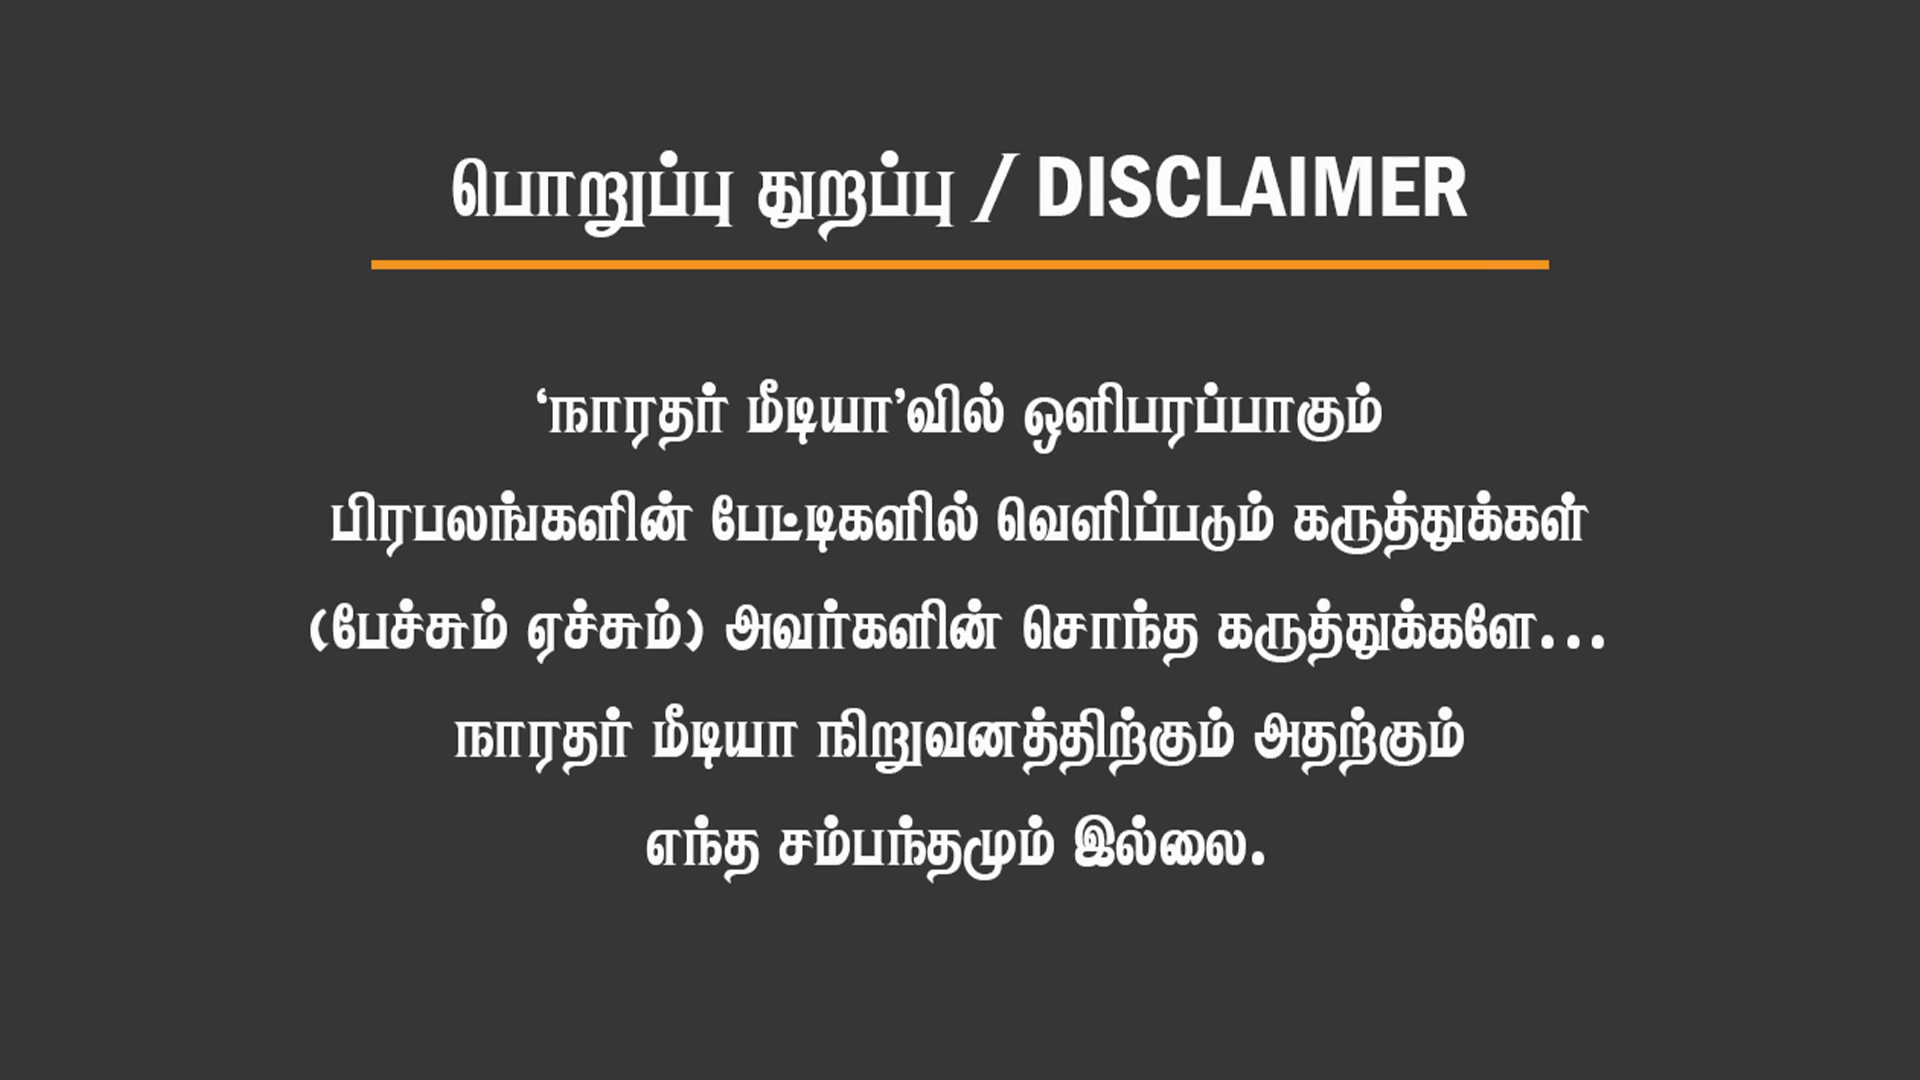 பொறுப்பு துறப்பு / DISCLAIMER
‘நாரதர் மீடியா’வில் ஒளிபரப்பாகும்
பிரபலங்களின் பேட்டிகளில் வெளிப்படும் கருத்துக்கள்
(பேச்சும் ஏச்சும்) அவர்களின் சொந்த கருத்துக்களே...
நாரதர் மீடியா நிறுவனத்திற்கும் அதற்கும்
எந்த சம்பந்தமும் இல்லை.